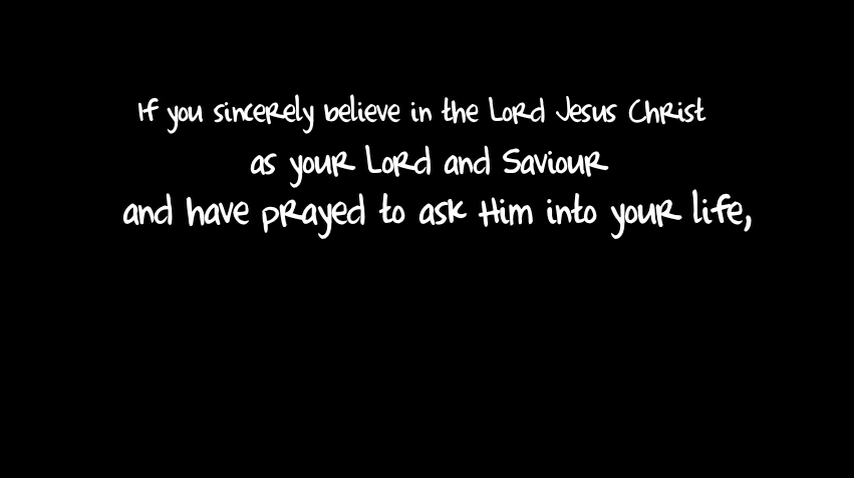 If you sincerely believe in the Lord Jesus Christ
as your Lord and Saviour
and have prayed to ask Him into your life,